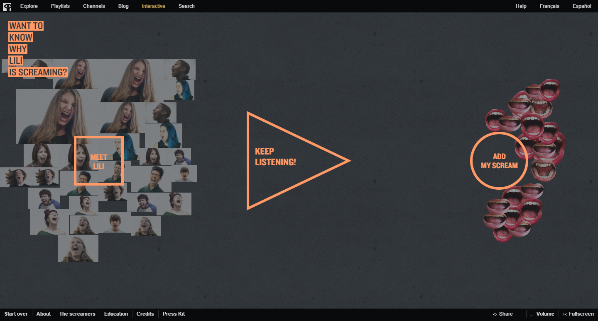 Explore Playlists Channels Blog Interactive Search Help Français Español
WANT TO
KNOW
WHY
LILI
IS SCREAMING?
MEET
LILI
KEEP
LISTENING!
ADD
MY SCREAM
Start over About The screamers Education Credits Press Kit Share Volume Fullscreen